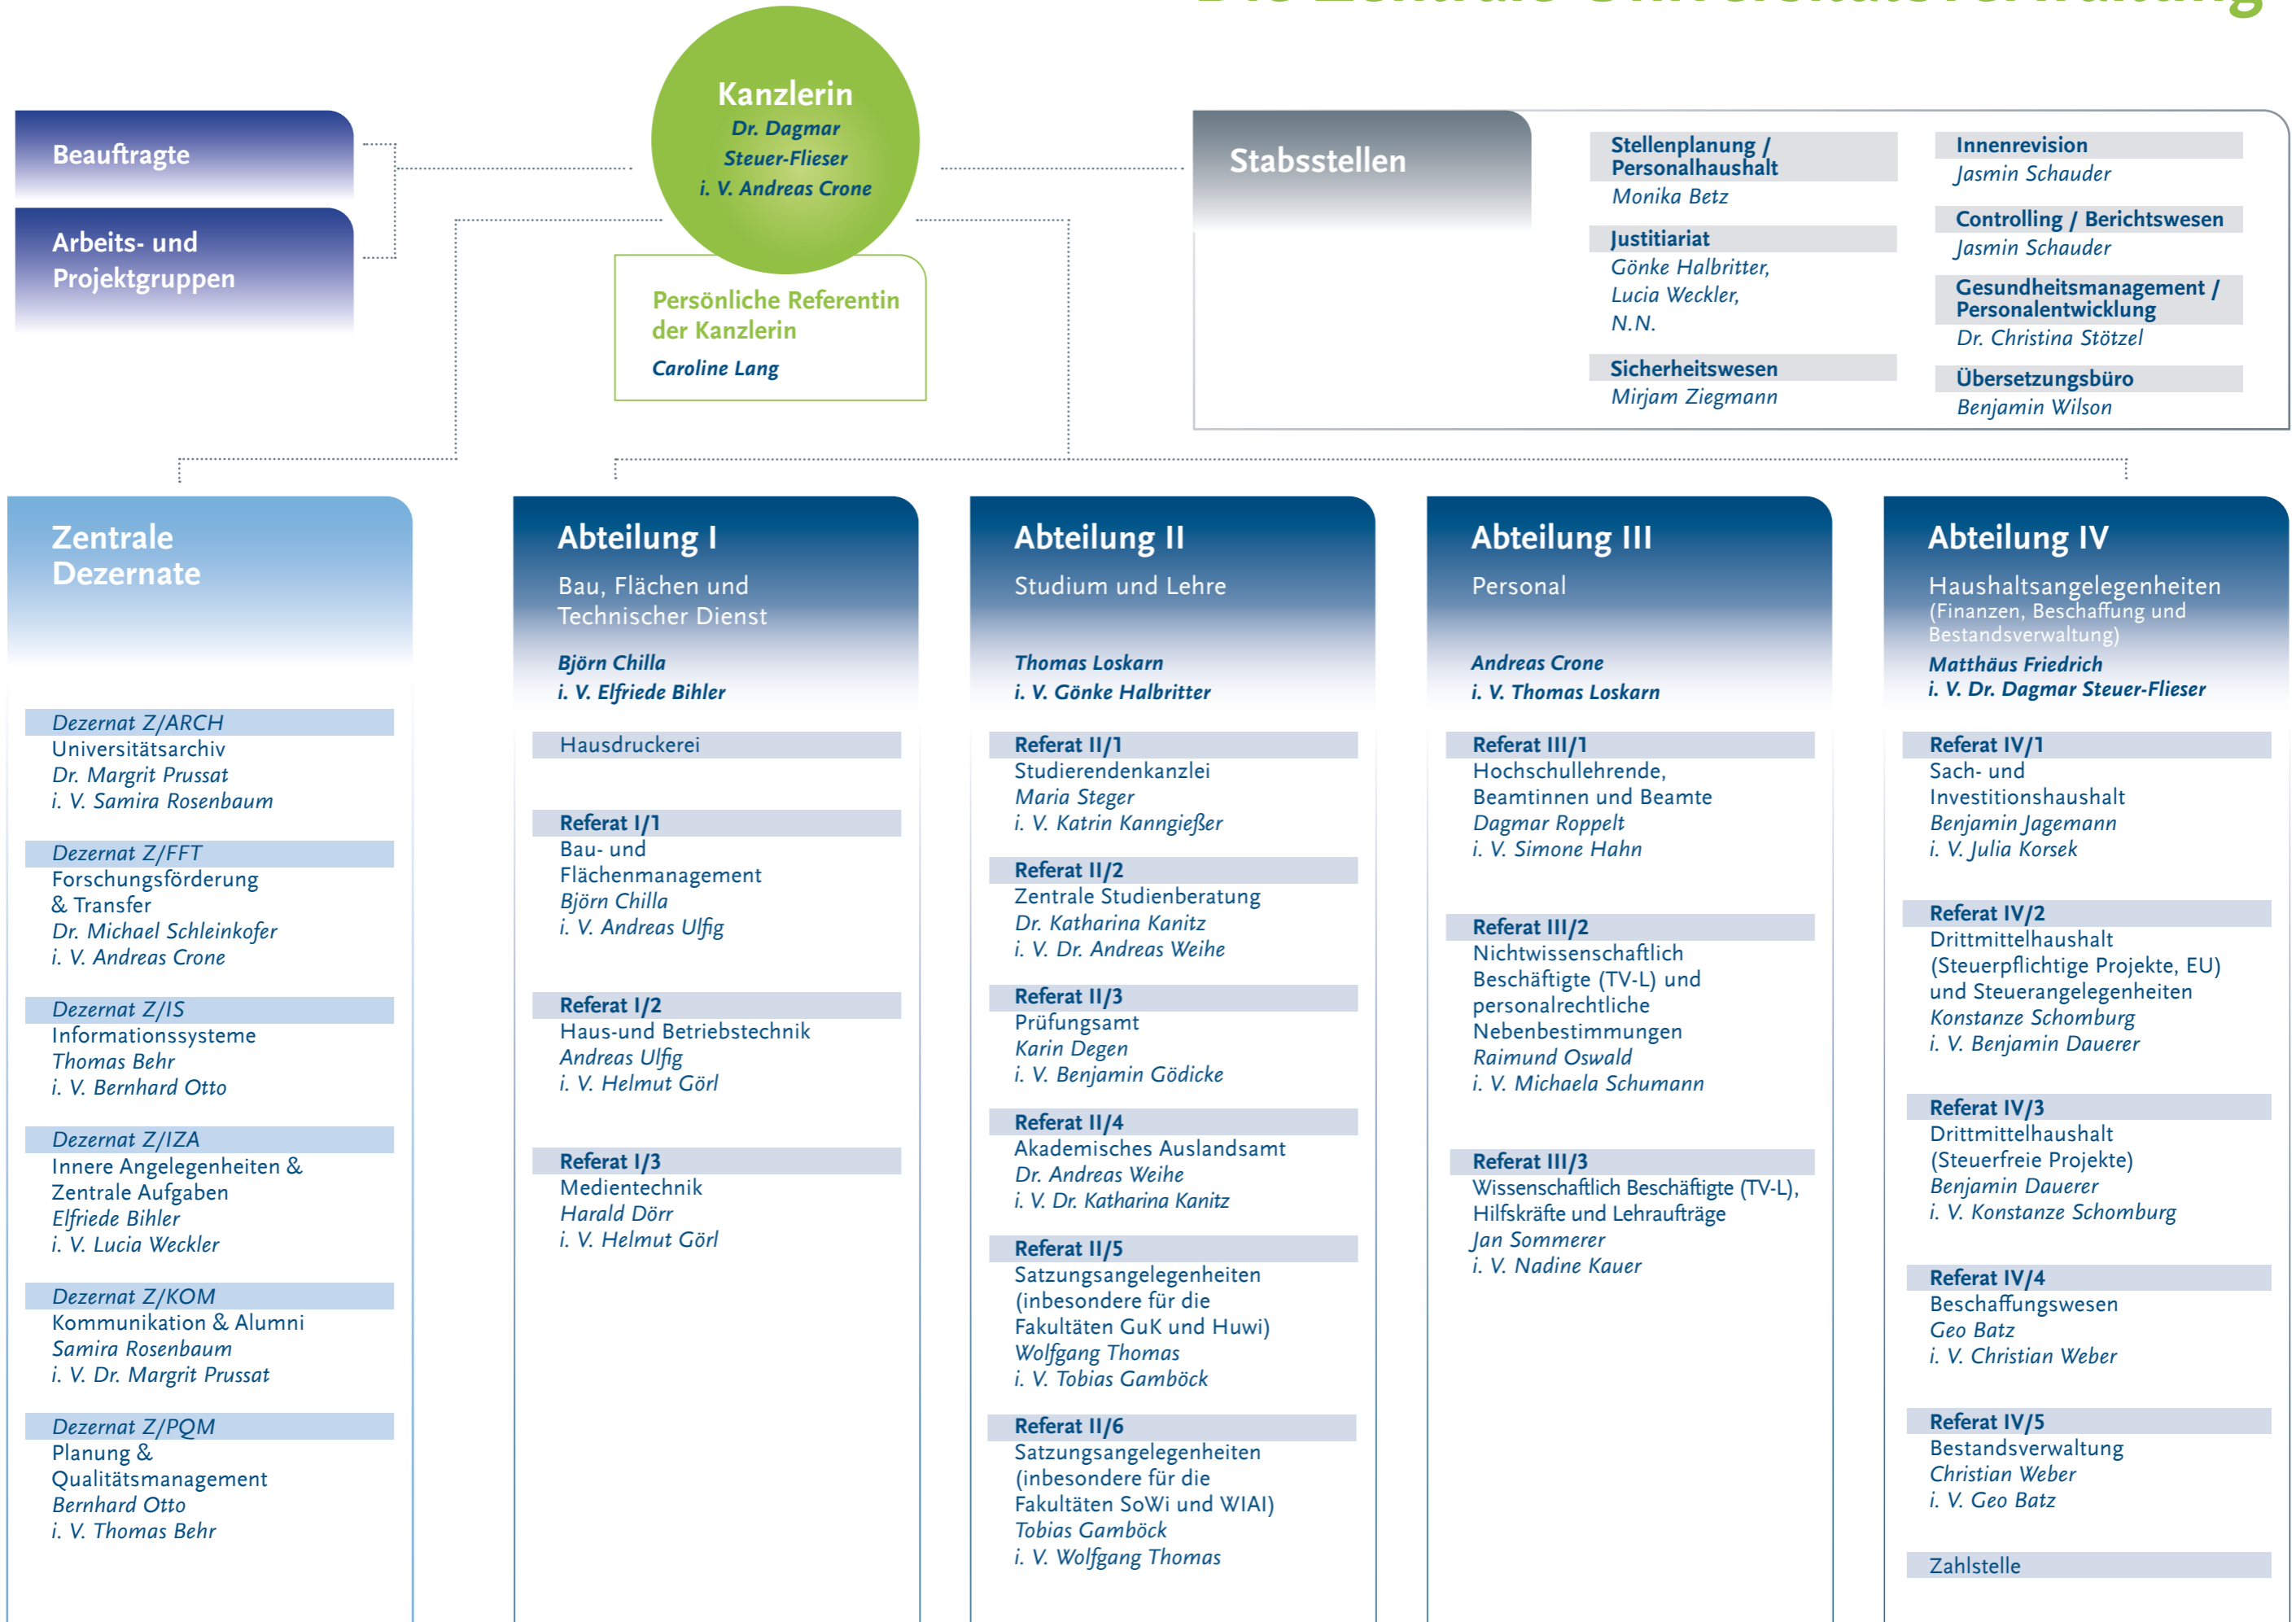 Die Zentrale Universitätsverwaltung
Kanzlerin
Dr. Dagmar
Steuer-Flieser
i. V. Andreas Crone
Persönliche Referentin
der Kanzlerin
Caroline Lang
Beauftragte
Arbeits- und
Projektgruppen
Stabsstellen
Stellenplanung /
Personalhaushalt
Monika Betz
Justitiariat
Gönke Halbritter,
Lucia Weckler,
N.N.
Sicherheitswesen
Mirjam Ziegmann
Innenrevision
Jasmin Schauder
Controlling / Berichtswesen
Jasmin Schauder
Gesundheitsmanagement /
Personalentwicklung
Dr. Christina Stötzel
Übersetzungsbüro
Benjamin Wilson
Zentrale
Dezernate
Dezernat Z/ARCH
Universitätsarchiv
Dr. Margrit Prussat
i. V. Samira Rosenbaum
Dezernat Z/FFT
Forschungsförderung
& Transfer
Dr. Michael Schleinkofer
i. V. Andreas Crone
Dezernat Z/IS
Informationssysteme
Thomas Behr
i. V. Bernhard Otto
Dezernat Z/IZA
Innere Angelegenheiten &
Zentrale Aufgaben
Elfriede Bihler
i. V. Lucia Weckler
Dezernat Z/KOM
Kommunikation & Alumni
Samira Rosenbaum
i. V. Dr. Margrit Prussat
Dezernat Z/PQM
Planung &
Qualitätsmanagement
Bernhard Otto
i. V. Thomas Behr
Abteilung I
Bau, Flächen und
Technischer Dienst
Björn Chilla
i. V. Elfriede Bihler
Hausdruckerei
Referat I/1
Bau- und
Flächenmanagement
Björn Chilla
i. V. Andreas Ulfig
Referat I/2
Haus-und Betriebstechnik
Andreas Ulfig
i. V. Helmut Görl
Referat I/3
Medientechnik
Harald Dörr
i. V. Helmut Görl
Abteilung II
Studium und Lehre
Thomas Loskarn
i. V. Gönke Halbritter
Referat II/1
Studierendenkanzlei
Maria Steger
i. V. Katrin Kanngießer
Referat II/2
Zentrale Studienberatung
Dr. Katharina Kanitz
i. V. Dr. Andreas Weihe
Referat II/3
Prüfungsamt
Karin Degen
i. V. Benjamin Gödicke
Referat II/4
Akademisches Auslandsamt
Dr. Andreas Weihe
i. V. Dr. Katharina Kanitz
Referat II/5
Satzungsangelegenheiten
(inbesondere für die
Fakultäten GuK und Huwi)
Wolfgang Thomas
i. V. Tobias Gamböck
Referat II/6
Satzungsangelegenheiten
(inbesondere für die
Fakultäten SoWi und WIAI)
Tobias Gamböck
i. V. Wolfgang Thomas
Abteilung III
Personal
Andreas Crone
i. V. Thomas Loskarn
Referat III/1
Hochschullehrende,
Beamtinnen und Beamte
Dagmar Roppelt
i. V. Simone Hahn
Referat III/2
Nichtwissenschaftlich
Beschäftigte (TV-L) und
personalrechtliche
Nebenbestimmungen
Raimund Oswald
i. V. Michaela Schumann
Referat III/3
Wissenschaftlich Beschäftigte (TV-L),
Hilfskräfte und Lehraufträge
Jan Sommerer
i. V. Nadine Kauer
Abteilung IV
Haushaltsangelegenheiten
(Finanzen, Beschaffung und
Bestandsverwaltung)
Matthäus Friedrich
i. V. Dr. Dagmar Steuer-Flieser
Referat IV/1
Sach- und
Investitionshaushalt
Benjamin Jagemann
i. V. Julia Korsek
Referat IV/2
Drittmittelhaushalt
(Steuerpflichtige Projekte, EU)
und Steuerangelegenheiten
Konstanze Schomburg
i. V. Benjamin Dauerer
Referat IV/3
Drittmittelhaushalt
(Steuerfreie Projekte)
Benjamin Dauerer
i. V. Konstanze Schomburg
Referat IV/4
Beschaffungswesen
Geo Batz
i. V. Christian Weber
Referat IV/5
Bestandsverwaltung
Christian Weber
i. V. Geo Batz
Zahlstelle